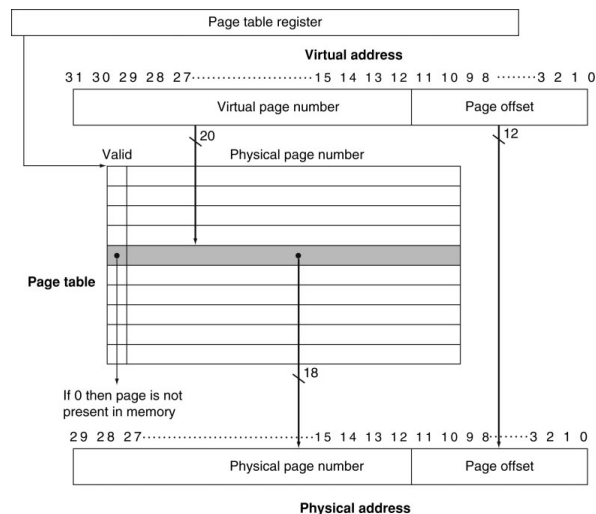 Page table register
Virtual address
31 30 29 28 27·······················15 14 13 12 11 10 9 8 ·······3 2 1 0
Virtual page number
Page offset
20
12
Valid
Physical page number
Page table
18
If 0 then page is not
present in memory
29 28 27·································15 14 13 12 11 10 9 8·······3 2 1 0
Physical page number
Page offset
Physical address